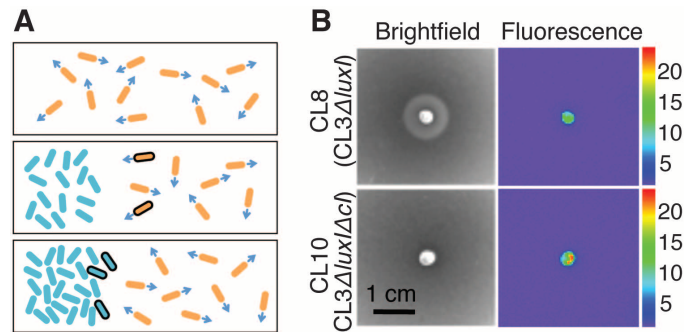 A
B
Brightfield
Fluorescence
CL8
(CL3ΔluxI)
20
15
10
5
CL10
CL3ΔluxIΔcI)
20
15
10
5
1 cm